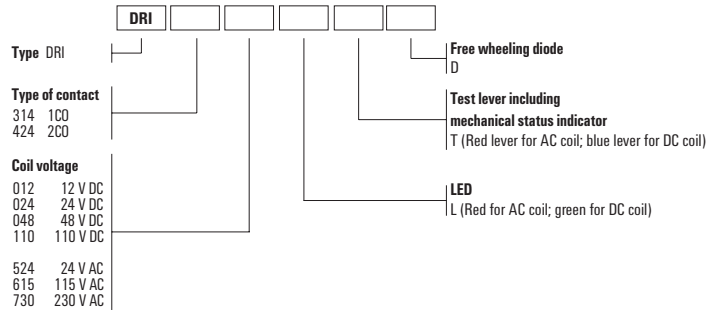 DRI
Type DRI
Type of contact
314 1CO
424 2CO
Coil voltage
012 12 V DC
024 24 V DC
048 48 V DC
110 110 V DC
524 24 V AC
615 115 V AC
730 230 V AC
Free wheeling diode
D
Test lever including
mechanical status indicator
T (Red lever for AC coil; blue lever for DC coil)
LED
L (Red for AC coil; green for DC coil)